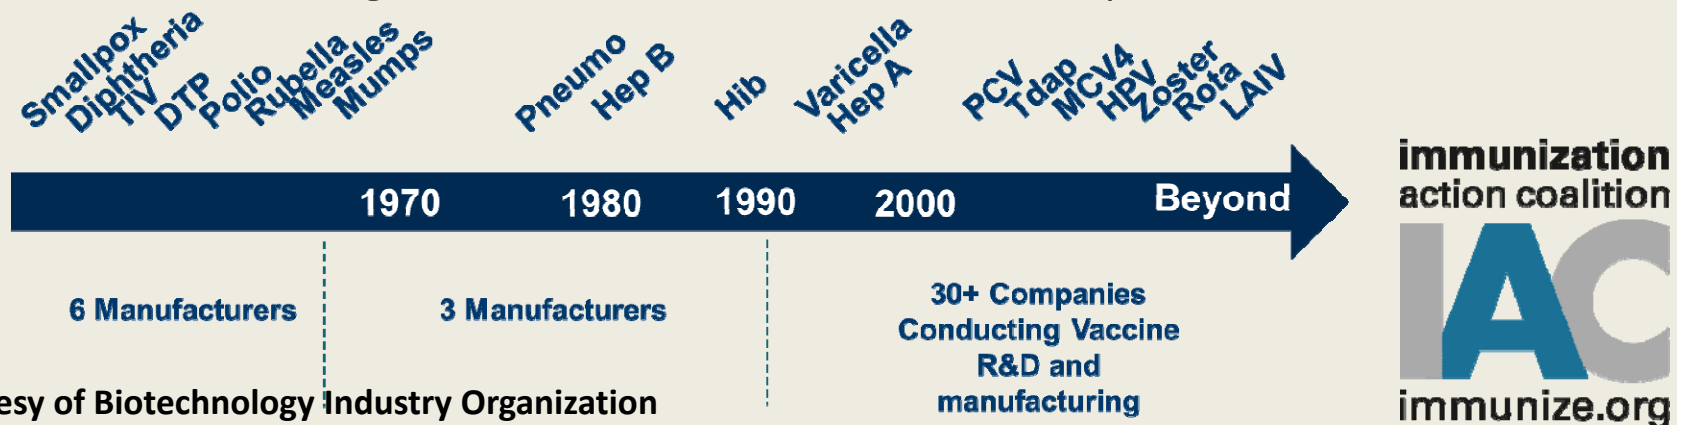 Smallpox
Diphtheria
TIV
DTP
Polio
Rubella
Measles
Mumps
Pneumo
Hep B
Hib
Varicella
Hep A
PCV
Tdap
MCV4
HPV
Zoster
Rota
LAIV
1970 1980 1990 2000 Beyond
6 Manufacturers
3 Manufacturers
30+ Companies
Conducting Vaccine
R&D and
manufacturing
esy of Biotechnology Industry Organization
immunization
action coalition
IAC
immunize.org